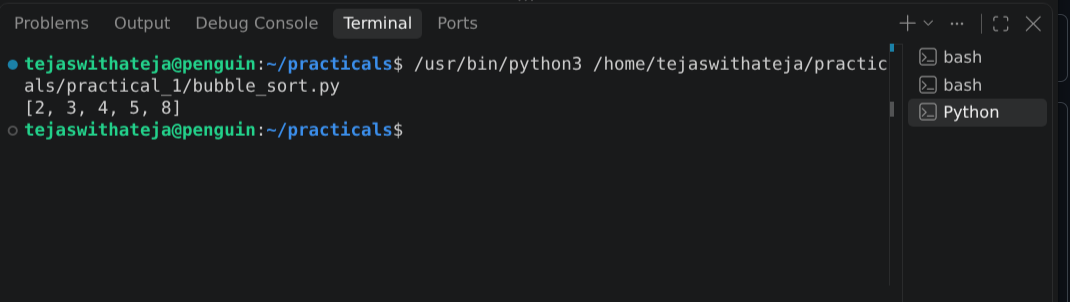 Problems Output Debug Console Terminal Ports
tejaswithateja@penguin:~/practicals$ /usr/bin/python3 /home/tejaswithateja/practic
als/practical_1/bubble_sort.py
[2, 3, 4, 5, 8]
tejaswithateja@penguin:~/practicals$
bash
bash
Python